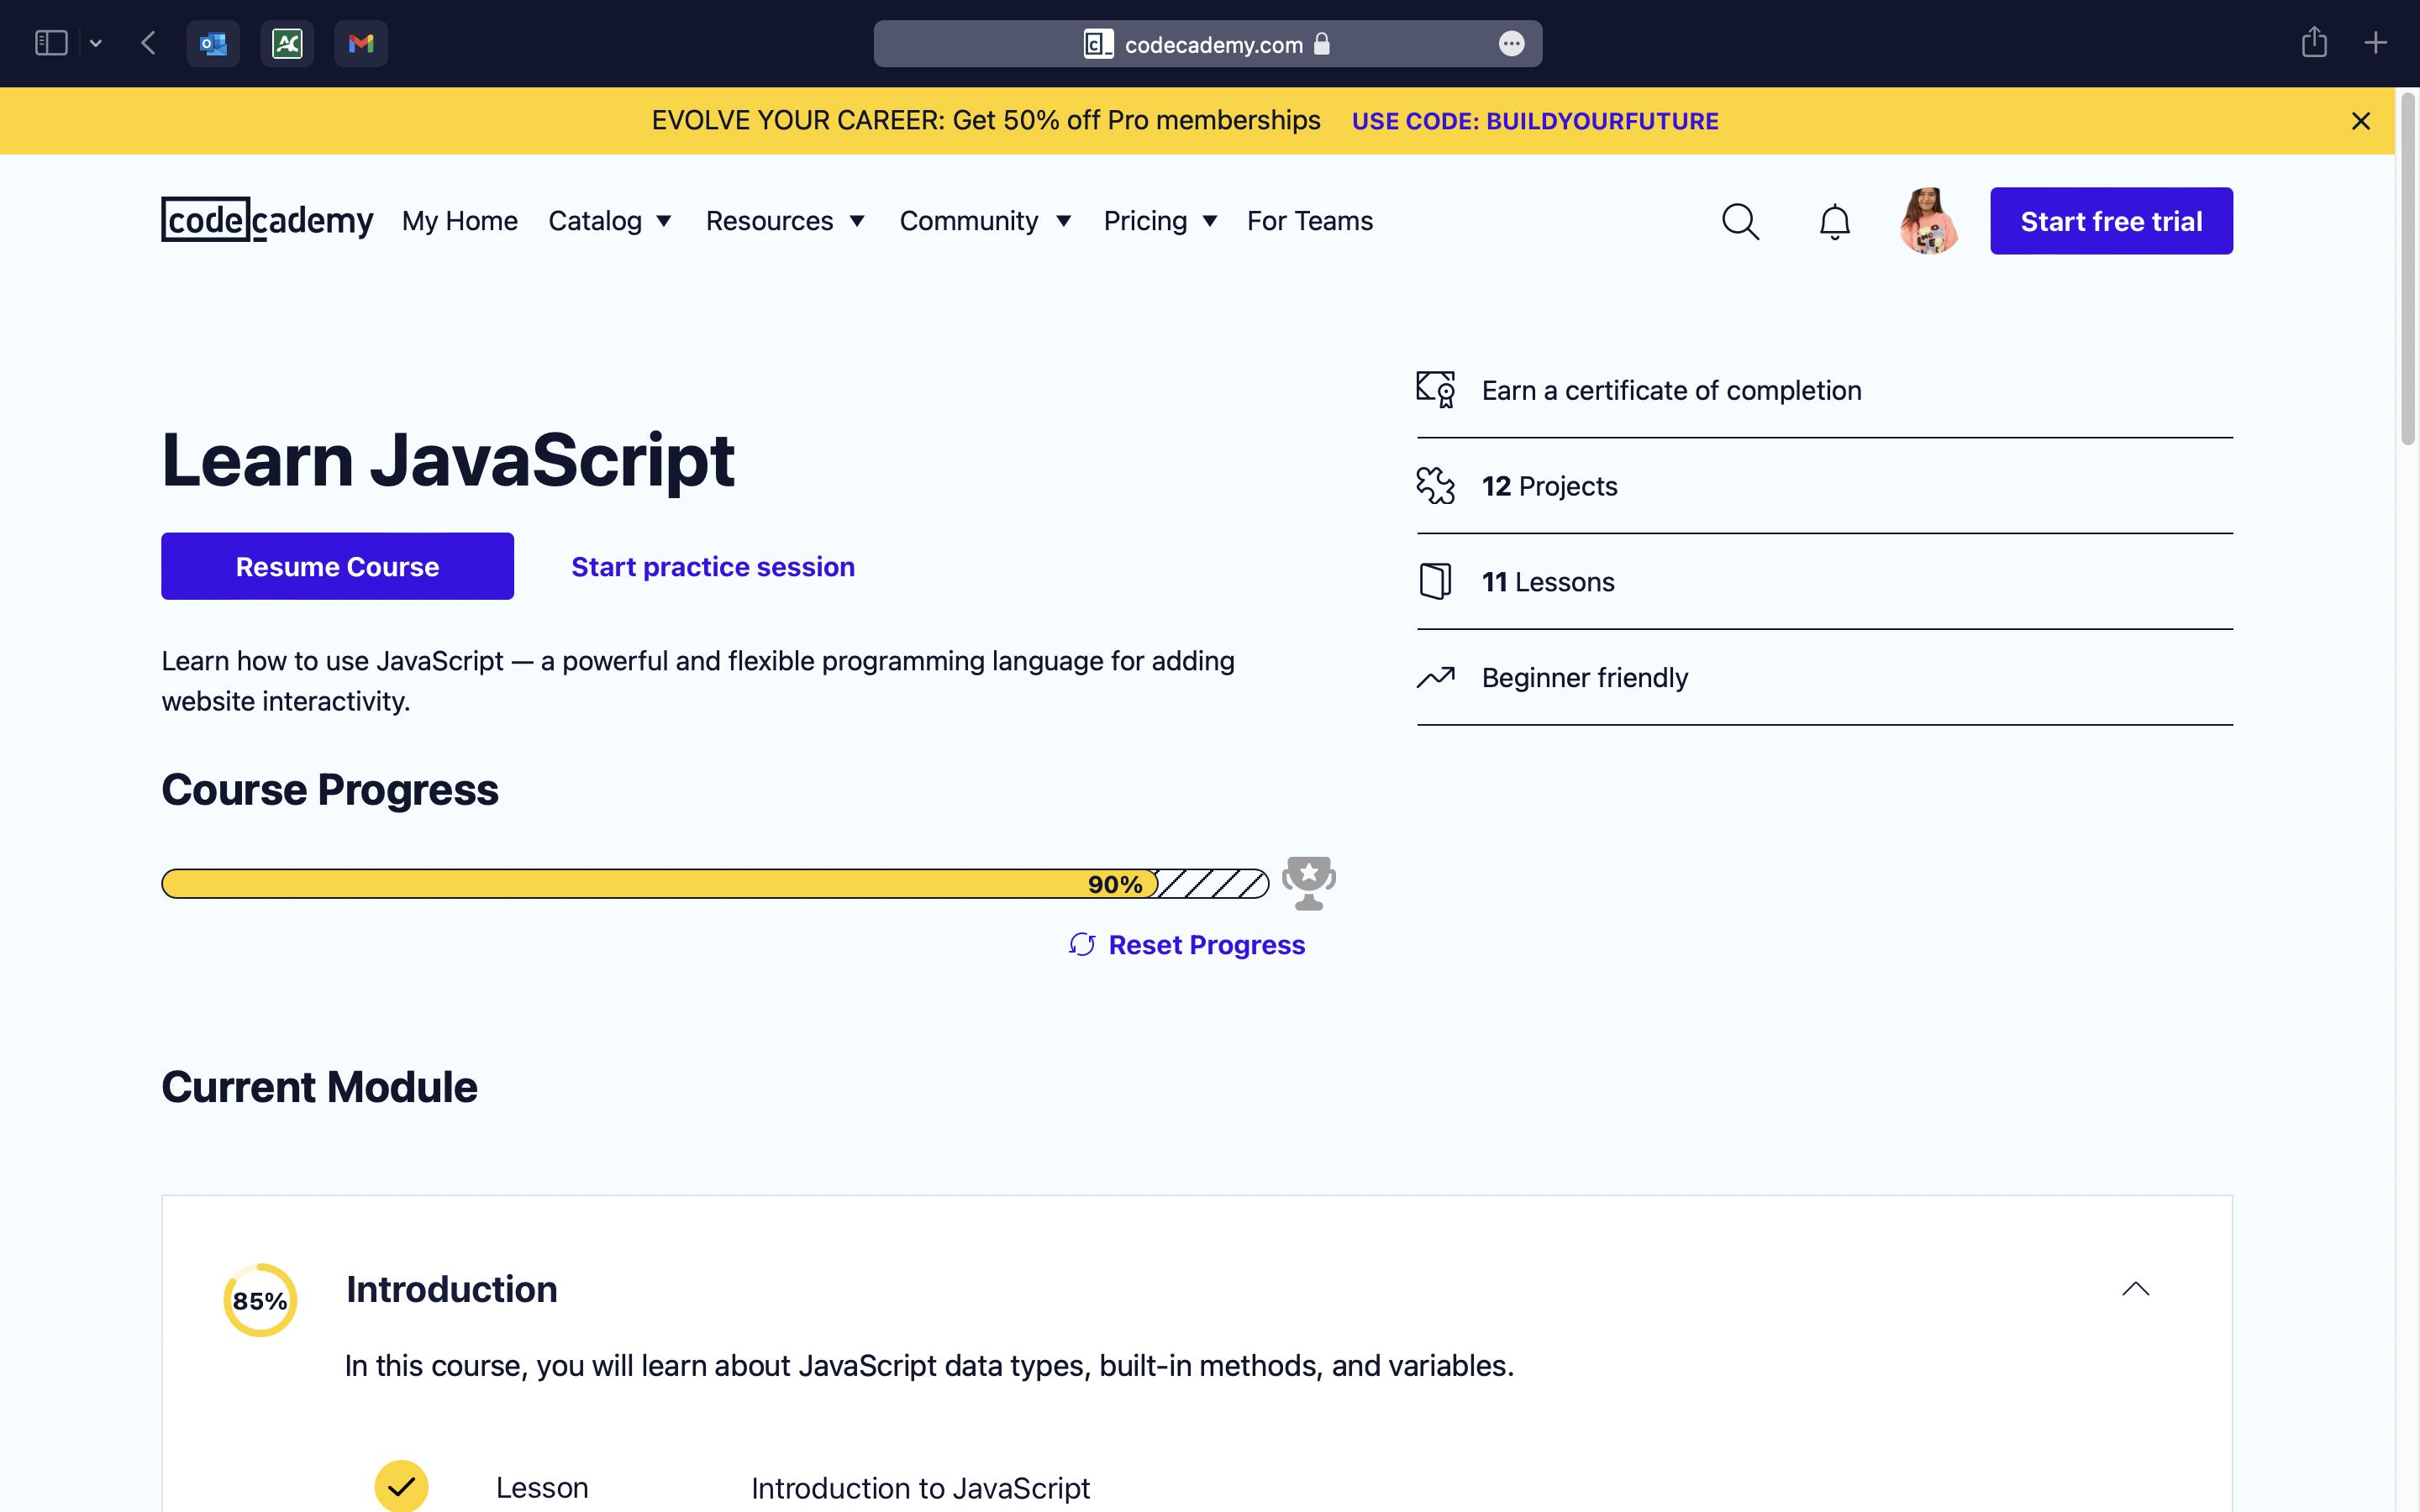 codecademy.com
EVOLVE YOUR CAREER: Get 50% off Pro memberships USE CODE: BUILDYOURFUTURE
codecademy My Home Catalog Resources Community Pricing For Teams Start free trial
Earn a certificate of completion
Learn JavaScript
12 Projects
Resume Course Start practice session
11 Lessons
Learn how to use JavaScript — a powerful and flexible programming language for adding
website interactivity.
Beginner friendly
Course Progress
90%
Reset Progress
Current Module
85% Introduction
In this course, you will learn about JavaScript data types, built-in methods, and variables.
Lesson Introduction to JavaScript